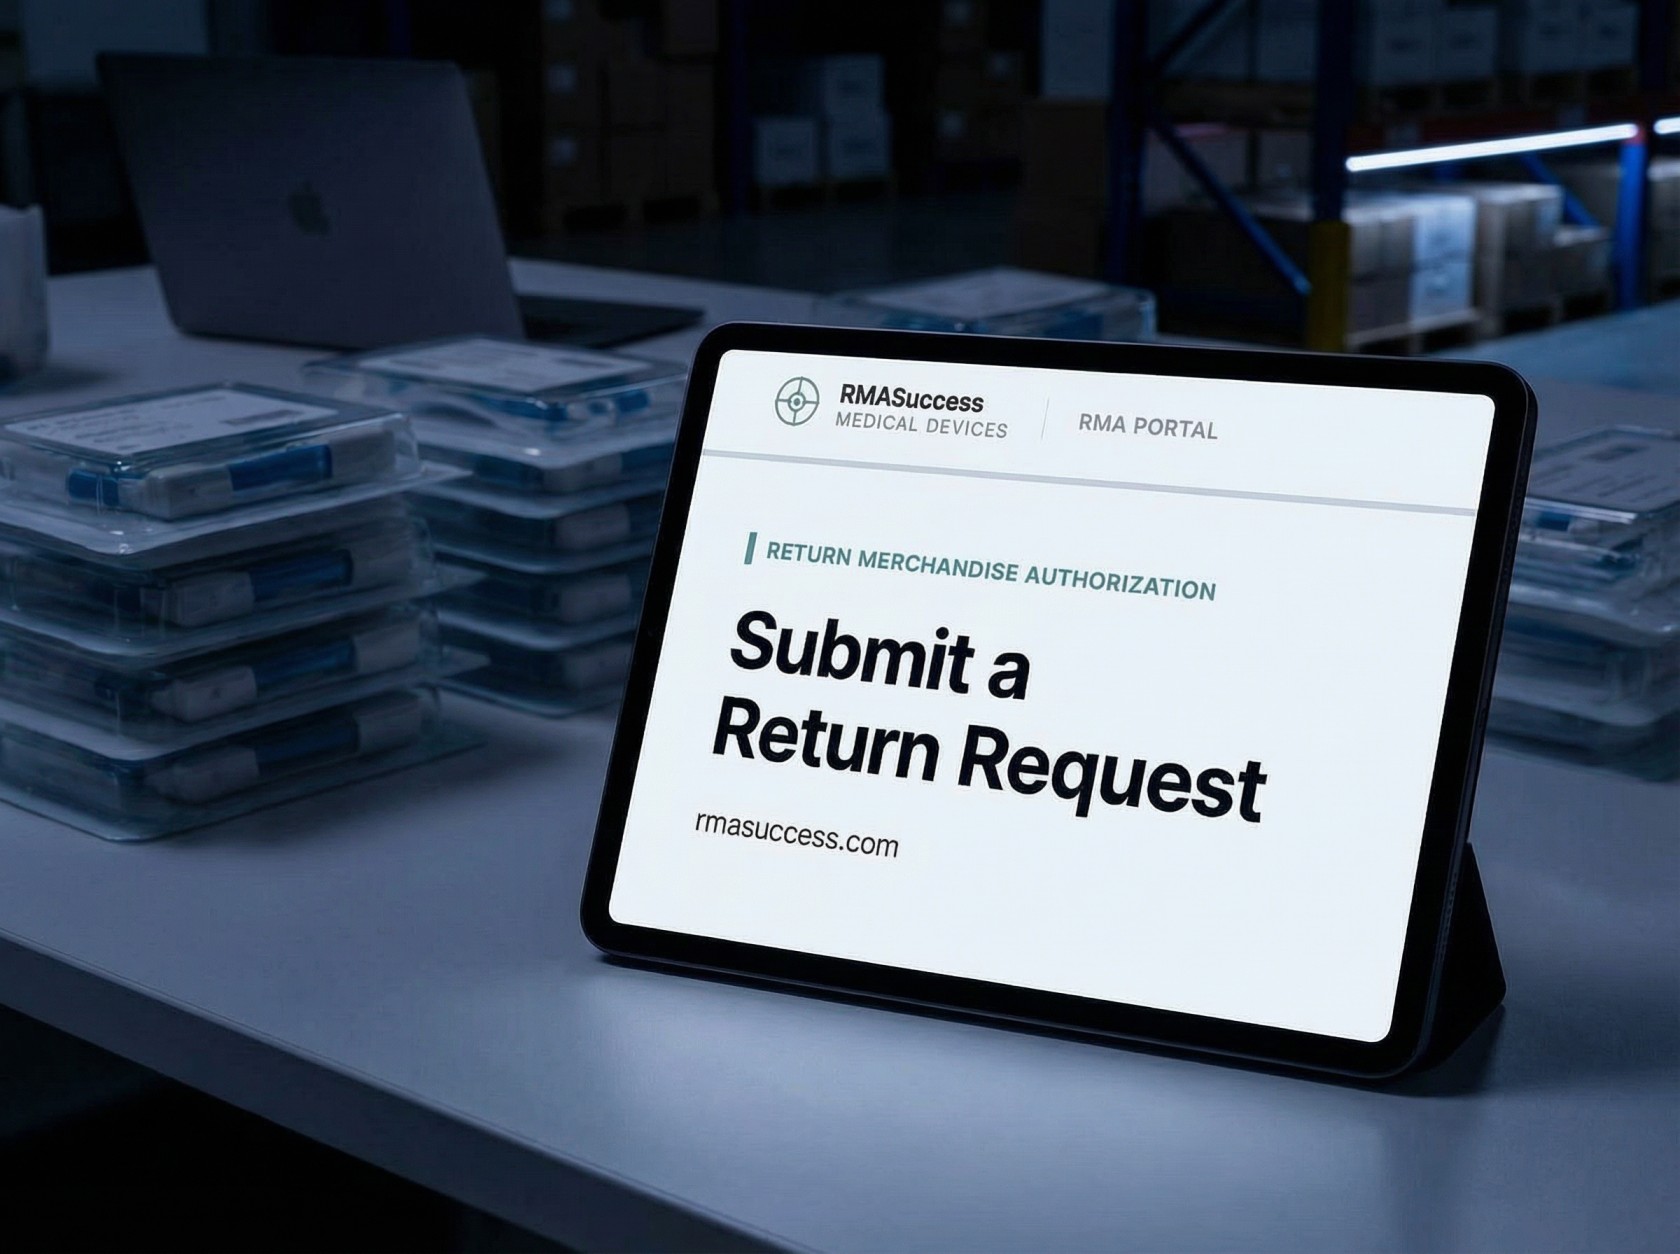 RMASuccess
MEDICAL DEVICES
RMA PORTAL
RETURN MERCHANDISE AUTHORIZATION
Submit a
Return Request
rmasuccess.com